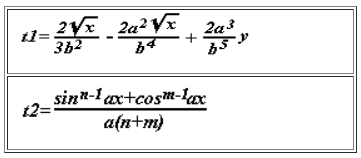 t1= 2√x/3b² - 2a²√x/b⁴ + 2a³/b⁵ y
t2= sinⁿ⁻¹ax+cosᵐ⁻¹ax/a(n+m)